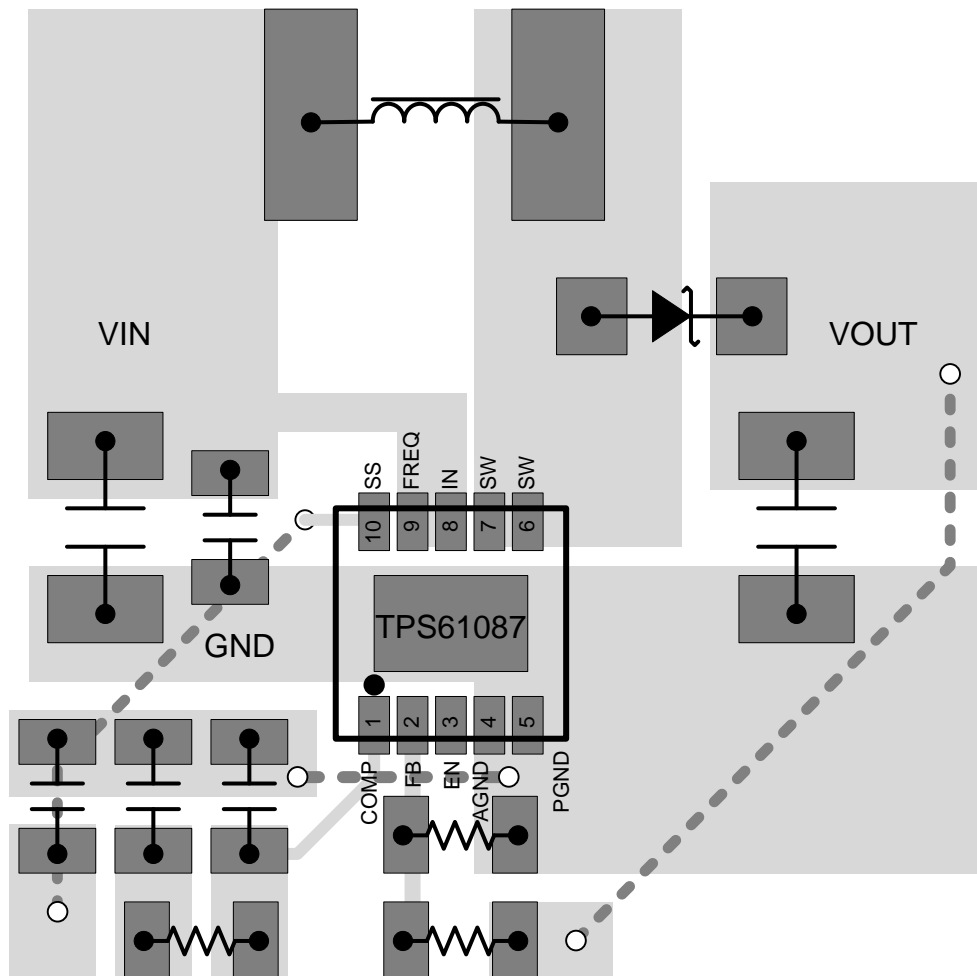 VIN
VOUT
SS
FREQ
IN
SW
SW
10
9
8
7
6
TPS61087
GND
1
2
3
4
5
COMP
FB
EN
AGND
PGND